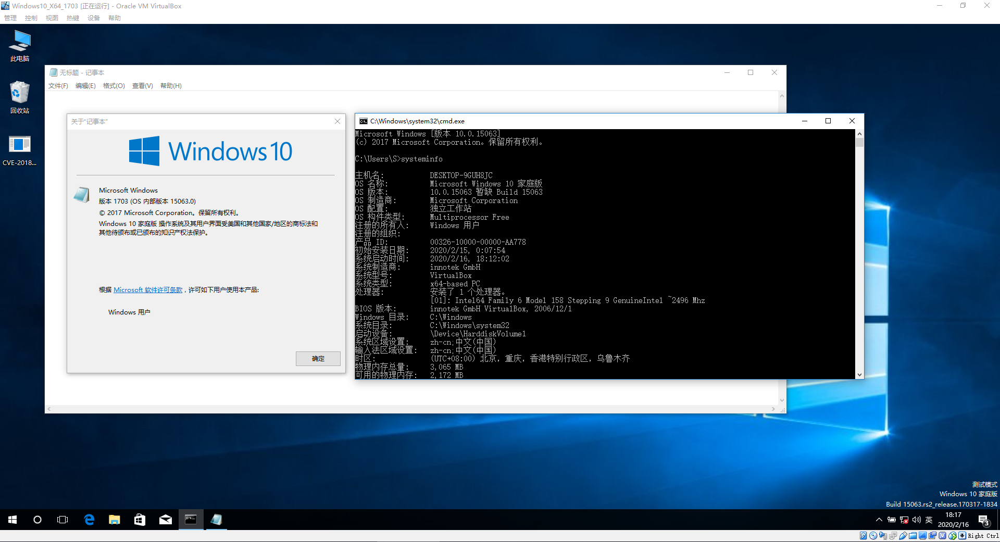 Windows10_X64_1703 [正在运行] - Oracle VM VirtualBox
管理 控制 视图 热键 设备 帮助
此电脑
回收站
CVE-2018...
无标题 - 记事本
文件(F) 编辑(E) 格式(O) 查看(V) 帮助(H)
关于“记事本”
Windows 10
Microsoft Windows
版本 1703 (OS 内部版本 15063.0)
© 2017 Microsoft Corporation。保留所有权利。
Windows 10 家庭版 操作系统及其用户界面受美国和其他国家/地区的商标法和
其他待颁布或已颁布的知识产权法保护。
根据 Microsoft 软件许可条款，许可如下用户使用本产品:
Windows 用户
确定
C:\Windows\system32\cmd.exe
Microsoft Windows [版本 10.0.15063]
(c) 2017 Microsoft Corporation。保留所有权利。
C:\Users\S>systeminfo
主机名: DESKTOP-9GUH8JC
OS 名称: Microsoft Windows 10 家庭版
OS 版本: 10.0.15063 暂缺 Build 15063
OS 制造商: Microsoft Corporation
OS 配置: 独立工作站
OS 构件类型: Multiprocessor Free
注册的所有人: Windows 用户
注册的组织:
产品 ID: 00326-10000-00000-AA778
初始安装日期: 2020/2/15, 0:07:54
系统启动时间: 2020/2/16, 18:12:02
系统制造商: innotek GmbH
系统型号: VirtualBox
系统类型: x64-based PC
处理器: 安装了 1 个处理器。
[01]: Intel64 Family 6 Model 158 Stepping 9 GenuineIntel ~2496 Mhz
BIOS 版本: innotek GmbH VirtualBox, 2006/12/1
Windows 目录: C:\Windows
系统目录: C:\Windows\system32
启动设备: \Device\HarddiskVolume1
系统区域设置: zh-cn;中文(中国)
输入法区域设置: zh-cn;中文(中国)
时区: (UTC+08:00) 北京，重庆，香港特别行政区，乌鲁木齐
物理内存总量: 3,065 MB
可用的物理内存: 2,172 MB
测试模式
Windows 10 家庭版
Build 15063.rs2_release.170317-1834
英
18:17
2020/2/16
3
Right Ctrl